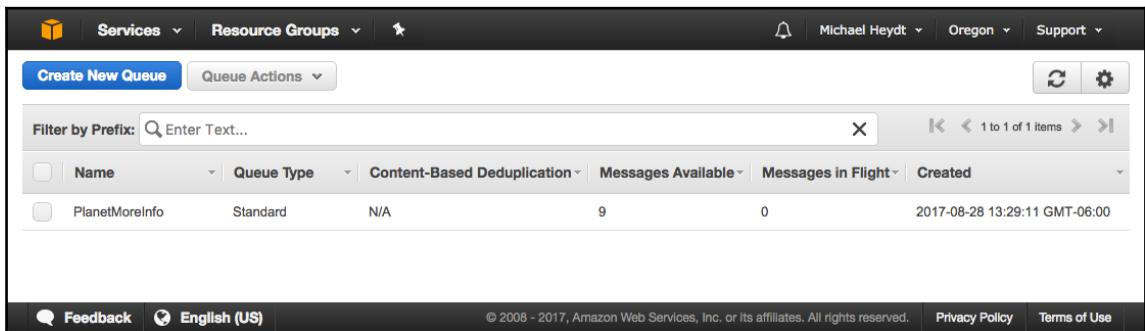 Services Resource Groups Michael Heydt Oregon Support
Create New Queue Queue Actions
Filter by Prefix: Enter Text... 1 to 1 of 1 items
Name Queue Type Content-Based Deduplication Messages Available Messages in Flight Created
PlanetMoreInfo Standard N/A 9 0 2017-08-28 13:29:11 GMT-06:00
Feedback English (US) © 2008 - 2017, Amazon Web Services, Inc. or its affiliates. All rights reserved. Privacy Policy Terms of Use